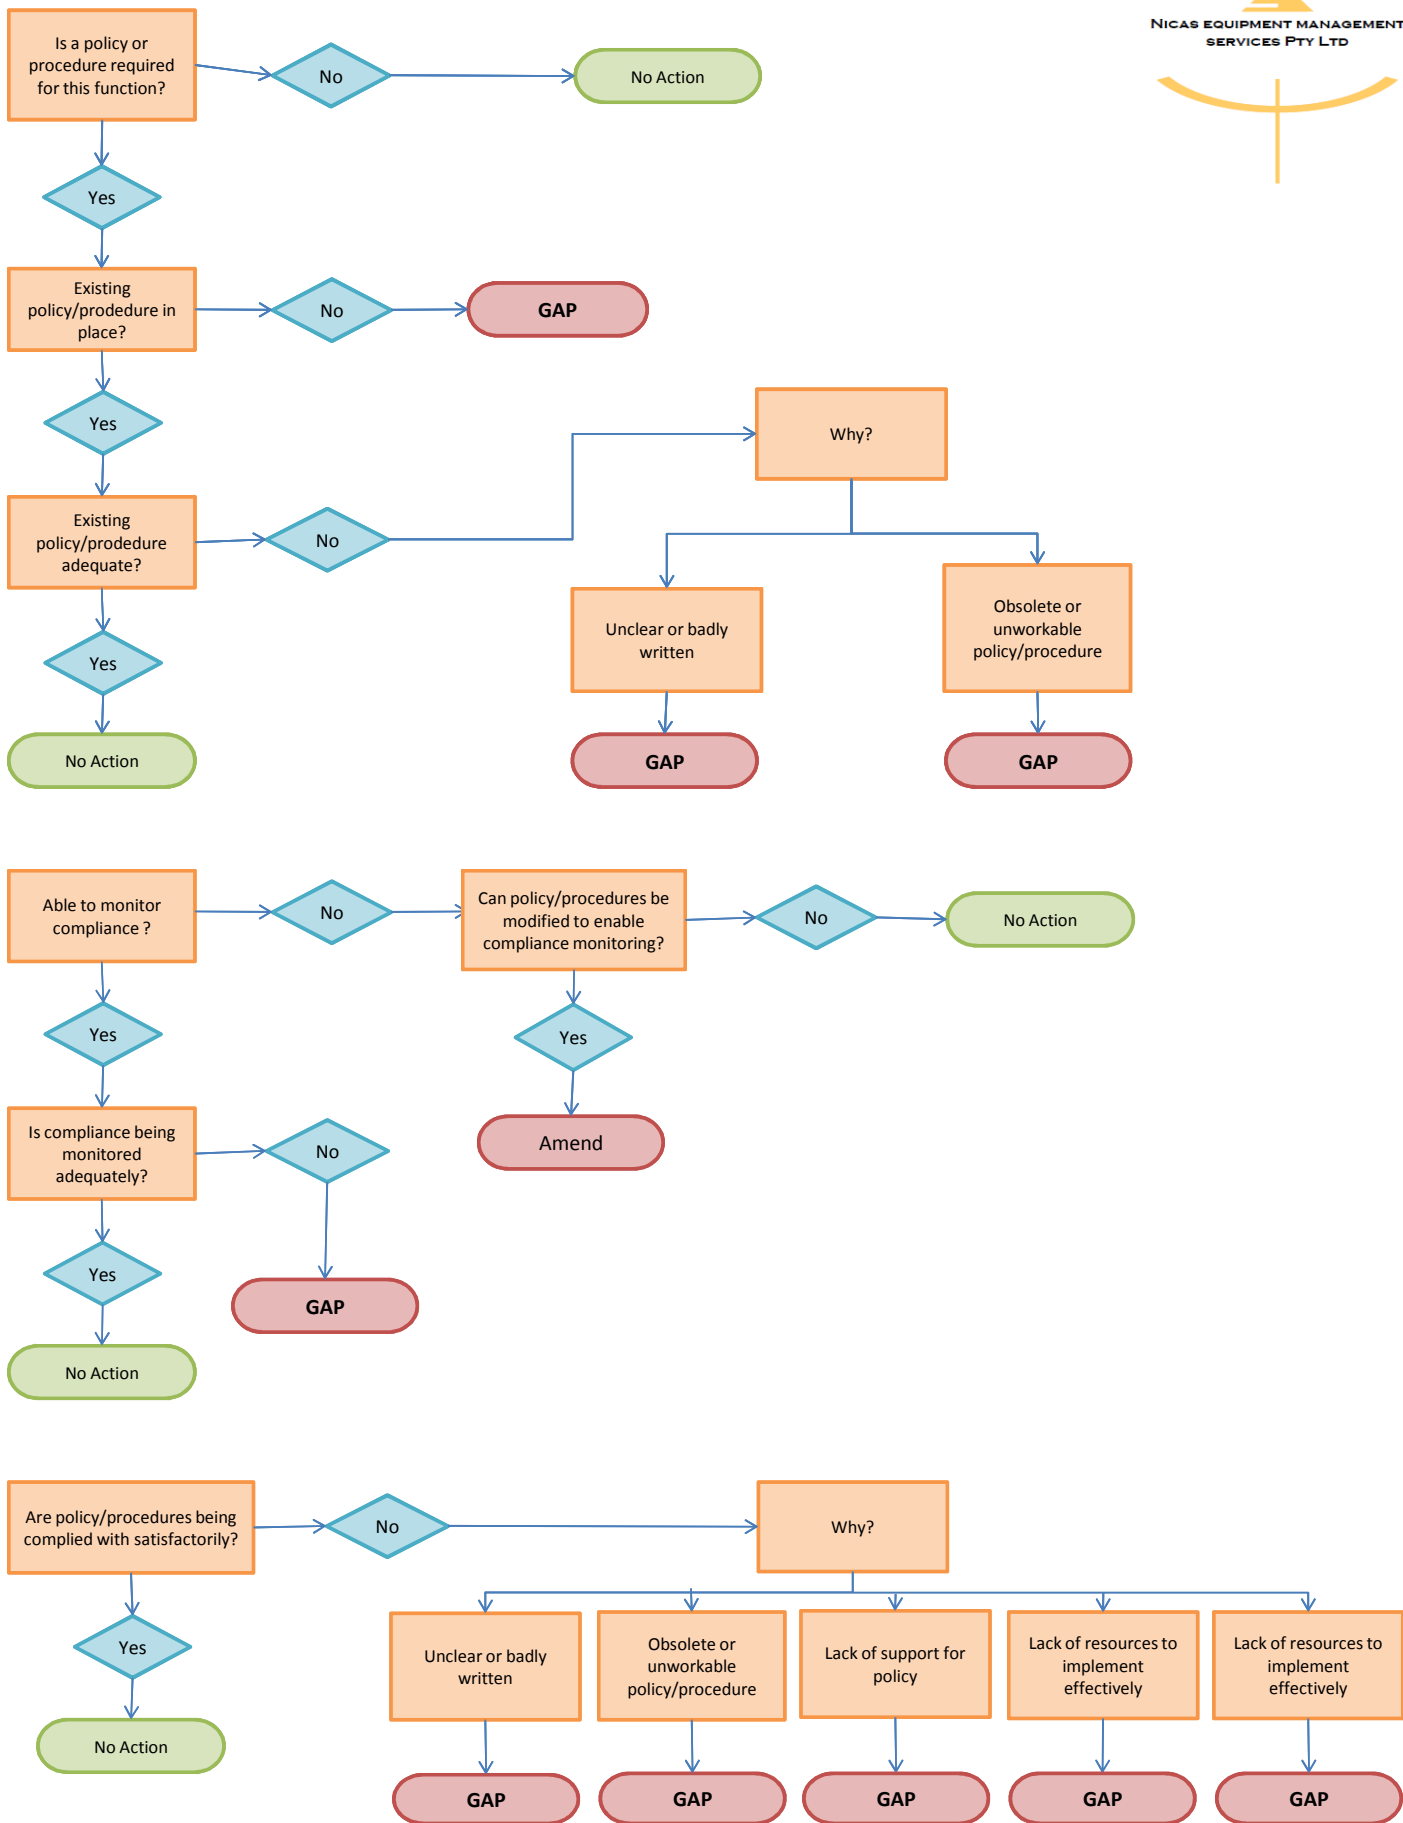 NICAS EQUIPMENT MANAGEMENT
SERVICES PTY LTD
Is a policy or
procedure required
for this function?
No
No Action
Yes
Existing
policy/prodedure in
place?
No
GAP
Yes
Why?
Existing
policy/prodedure
adequate?
No
Unclear or badly
written
Obsolete or
unworkable
policy/procedure
Yes
No Action
GAP
GAP
Able to monitor
compliance ?
No
Can policy/procedures be
modified to enable
compliance monitoring?
No
No Action
Yes
Yes
Is compliance being
monitored
adequately?
No
Amend
Yes
GAP
No Action
Are policy/procedures being
complied with satisfactorily?
No
Why?
Yes
Unclear or badly
written
Obsolete or
unworkable
policy/procedure
Lack of support for
policy
Lack of resources to
implement
effectively
Lack of resources to
implement
effectively
No Action
GAP
GAP
GAP
GAP
GAP